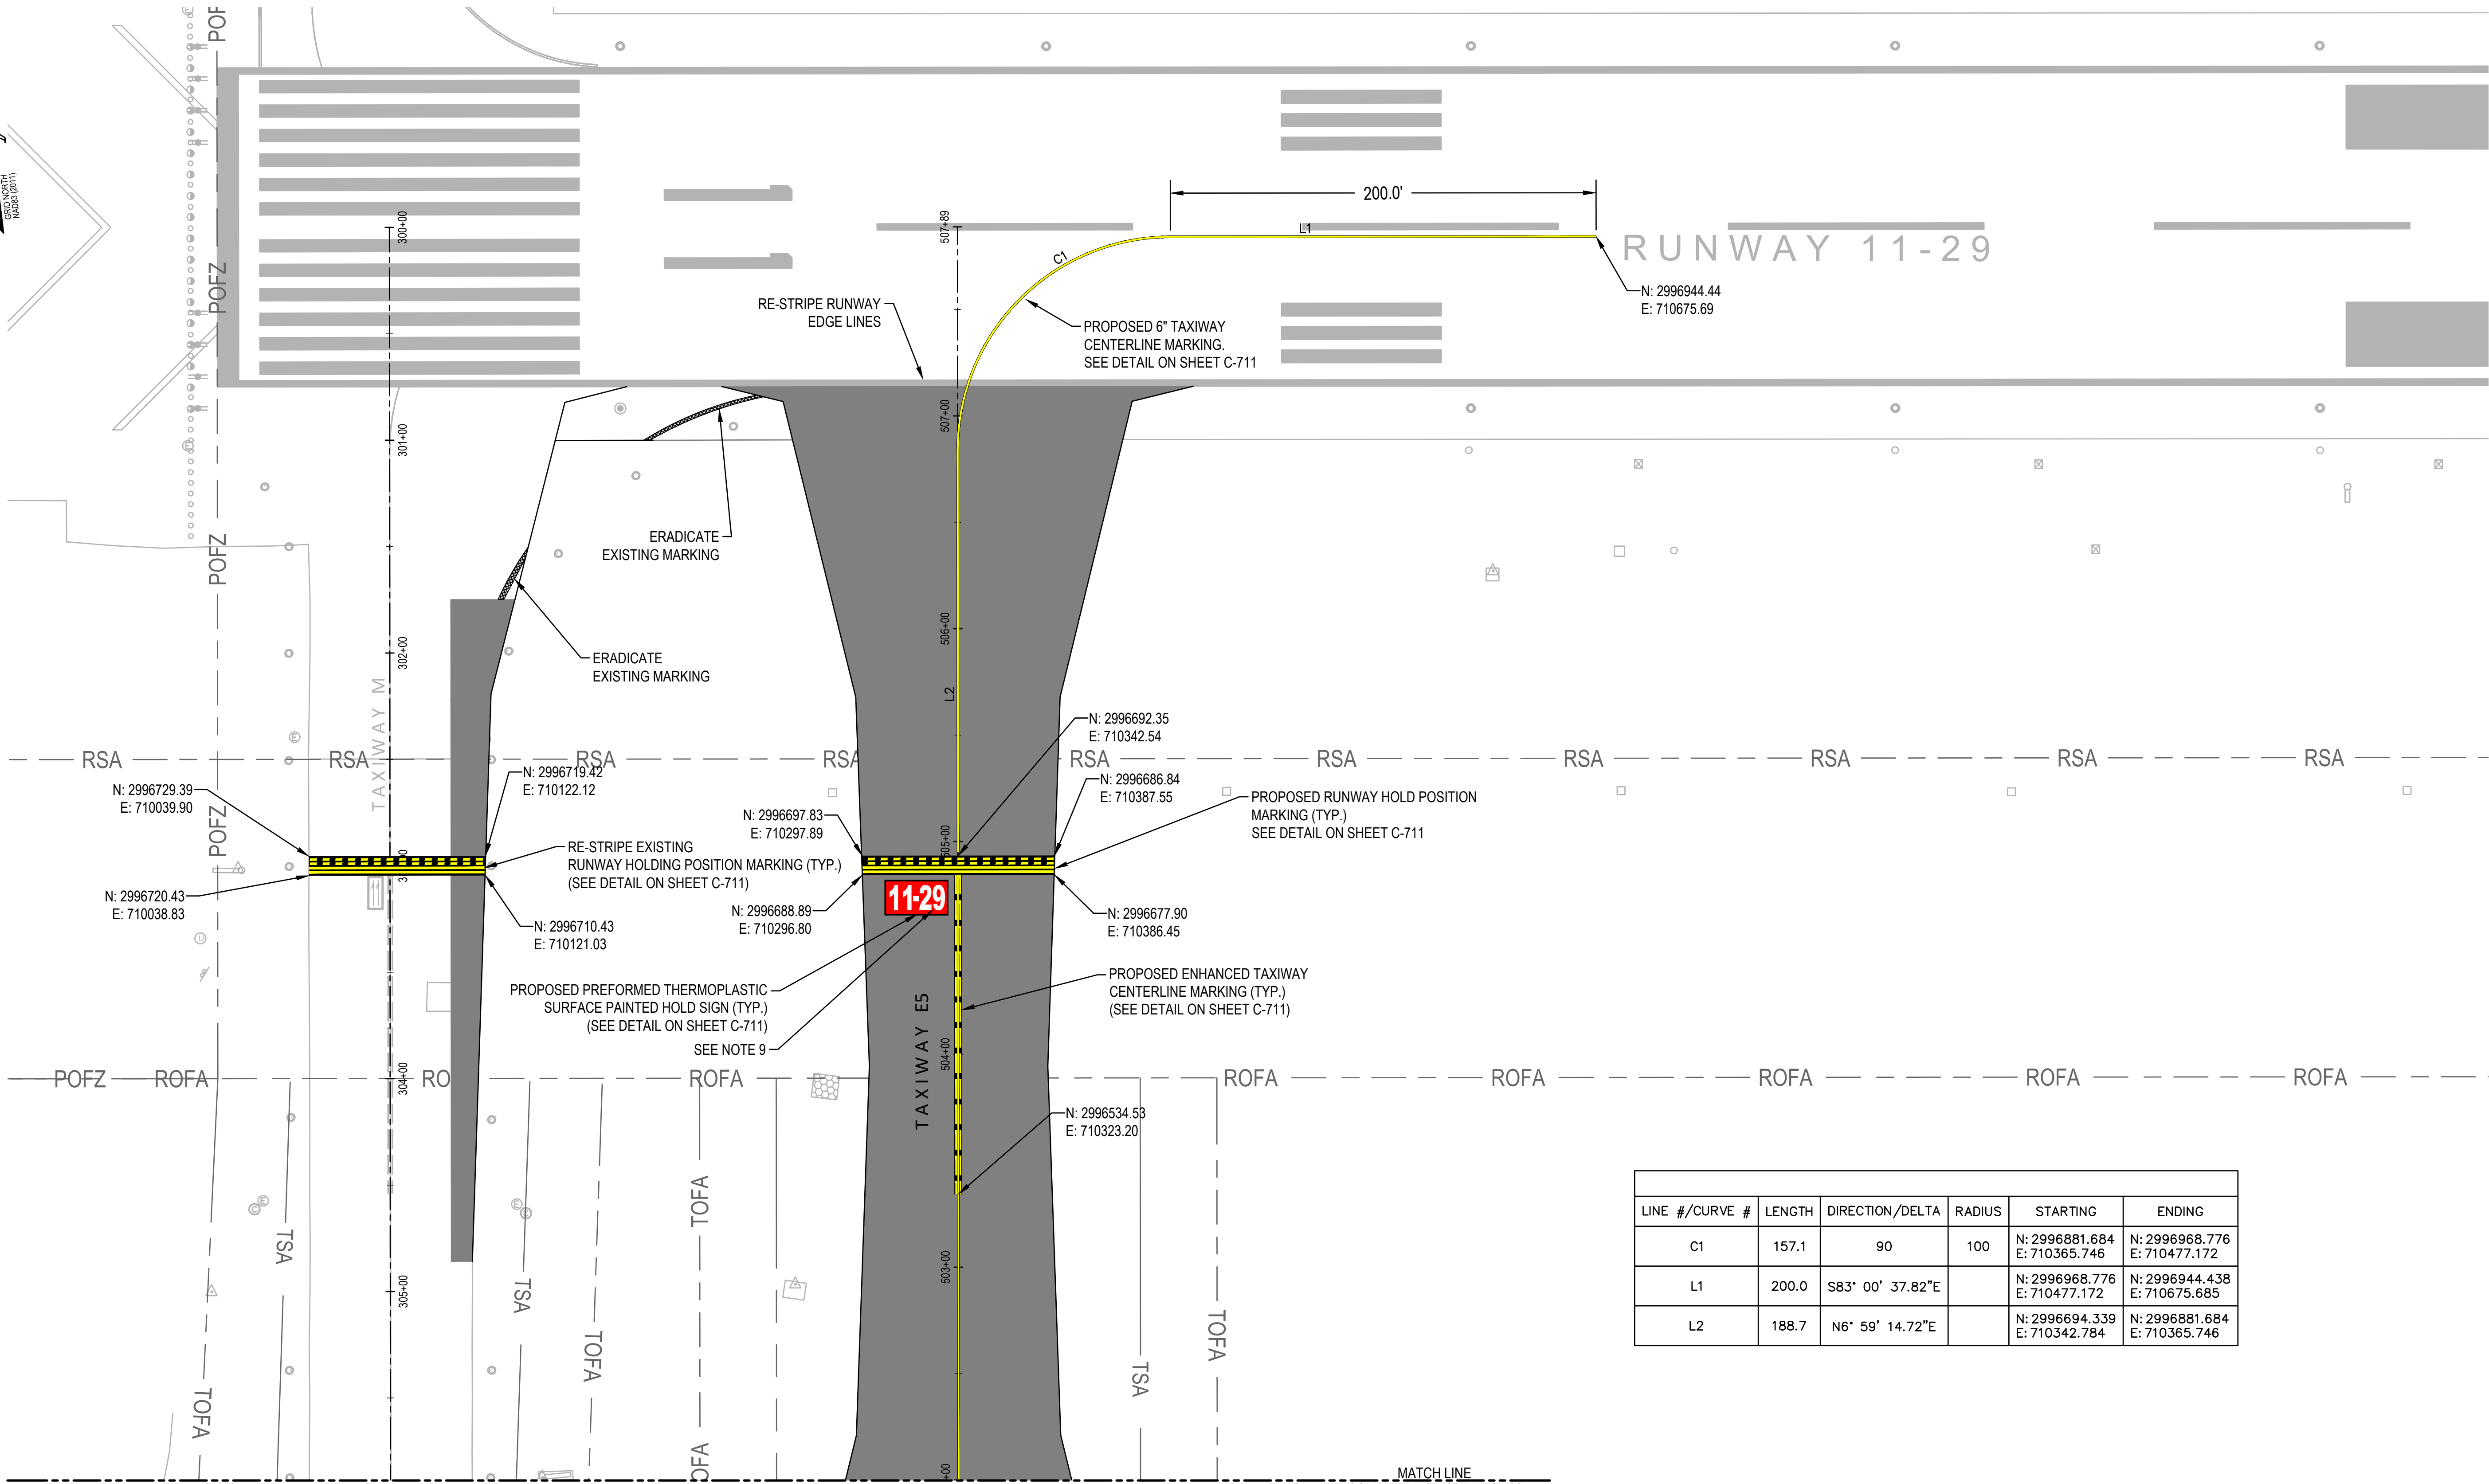 POF
GRID NORTH
NAD83 (2011)
300+00
507+89
200.0'
L1
C1
RUNWAY 11-29
N: 2996944.44
E: 710675.69
POFZ
RE-STRIPE RUNWAY
EDGE LINES
PROPOSED 6" TAXIWAY
CENTERLINE MARKING.
SEE DETAIL ON SHEET C-711
507+00
301+00
ERADICATE
EXISTING MARKING
POFZ
506+00
302+00
ERADICATE
EXISTING MARKING
TAXIWAY M
L2
N: 2996692.35
E: 710342.54
RSA
RSA
RSA
RSA
RSA
RSA
RSA
RSA
RSA
RSA
N: 2996729.39
E: 710039.90
N: 2996719.42
E: 710122.12
N: 2996686.84
E: 710387.55
PROPOSED RUNWAY HOLD POSITION
MARKING (TYP.)
SEE DETAIL ON SHEET C-711
N: 2996697.83
E: 710297.89
POFZ
505+00
RE-STRIPE EXISTING
RUNWAY HOLDING POSITION MARKING (TYP.)
(SEE DETAIL ON SHEET C-711)
N: 2996720.43
E: 710038.83
11-29
N: 2996688.89
E: 710296.80
N: 2996677.90
E: 710386.45
N: 2996710.43
E: 710121.03
PROPOSED PREFORMED THERMOPLASTIC
SURFACE PAINTED HOLD SIGN (TYP.)
(SEE DETAIL ON SHEET C-711)
PROPOSED ENHANCED TAXIWAY
CENTERLINE MARKING (TYP.)
(SEE DETAIL ON SHEET C-711)
SEE NOTE 9
TAXIWAY E5
504+00
304+00
POFZ
ROFA
RO
ROFA
ROFA
ROFA
ROFA
ROFA
ROFA
N: 2996534.53
E: 710323.20
TOFA
TSA
503+00
305+00
TSA
TOFA
TOFA
TSA
TOFA
OFA
+00
MATCH LINE
LINE #/CURVE # LENGTH DIRECTION/DELTA RADIUS STARTING ENDING
C1 157.1 90 100 N: 2996881.684 N: 2996968.776
E: 710365.746 E: 710477.172
L1 200.0 S83° 00' 37.82"E N: 2996968.776 N: 2996944.438
E: 710477.172 E: 710675.685
L2 188.7 N6° 59' 14.72"E N: 2996694.339 N: 2996881.684
E: 710342.784 E: 710365.746